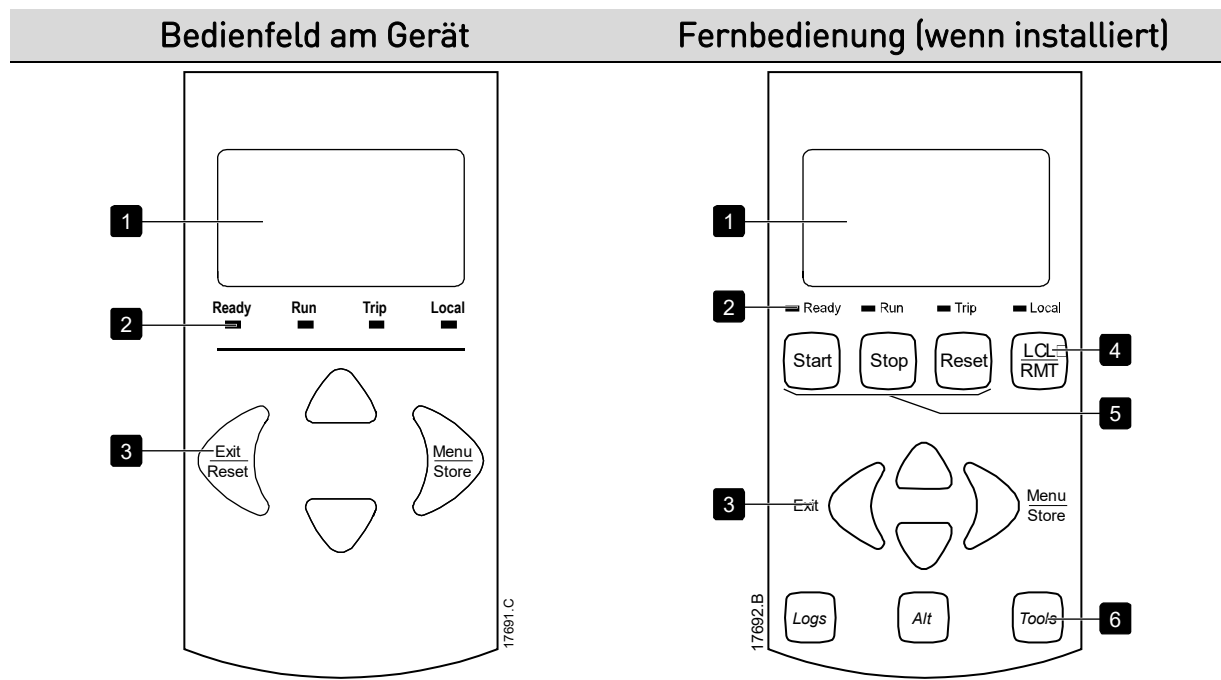 Bedienfeld am Gerät
Fernbedienung (wenn installiert)
1
2
Ready Run Trip Local
3
Exit
Reset
Menu
Store
17691.C
1
2
Ready Run Trip Local
Start Stop Reset
LCL
RMT
4
5
3
Exit
Menu
Store
17692.B
Logs Alt Tools
6